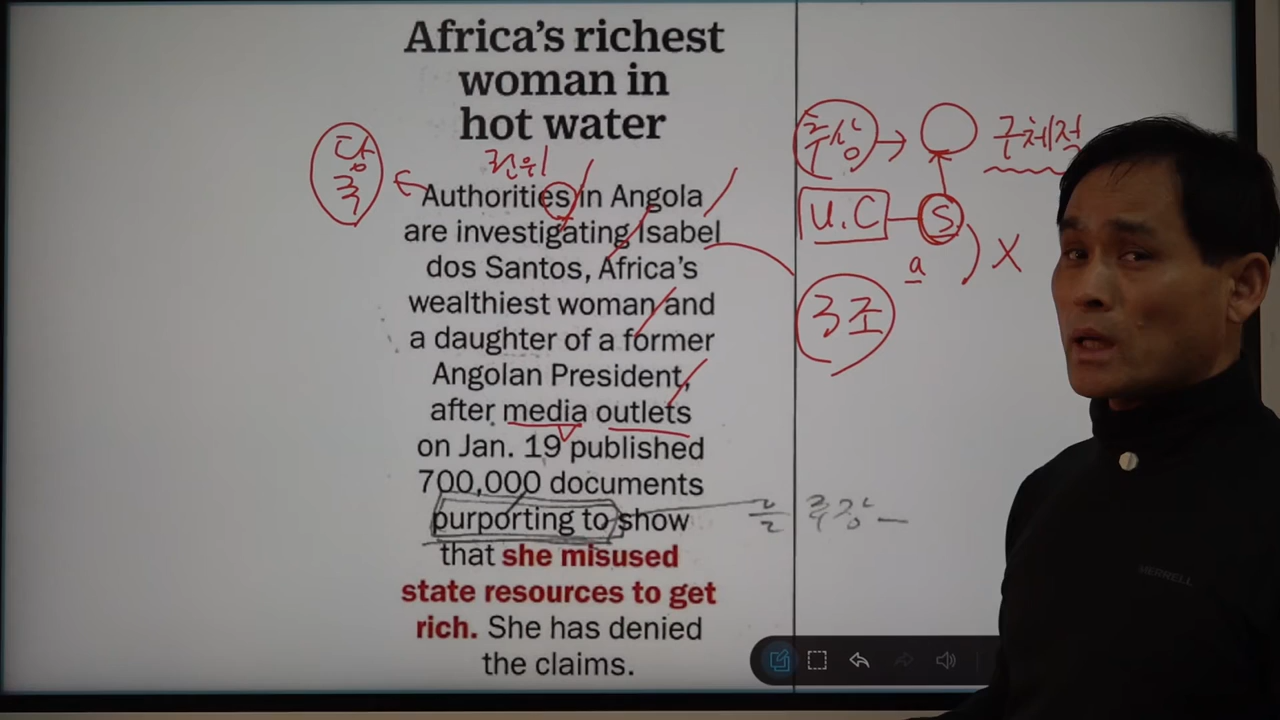 Africa's richest
woman in
hot water
권위
당국
Authorities in Angola
are investigating Isabel
dos Santos, Africa's
wealthiest woman and
a daughter of a former
Angolan President,
after media outlets
on Jan. 19 published
700,000 documents
purporting to show
that she misused
state resources to get
rich. She has denied
the claims.
추상 → 구체적
U.C S
a X
주장
MERRELL